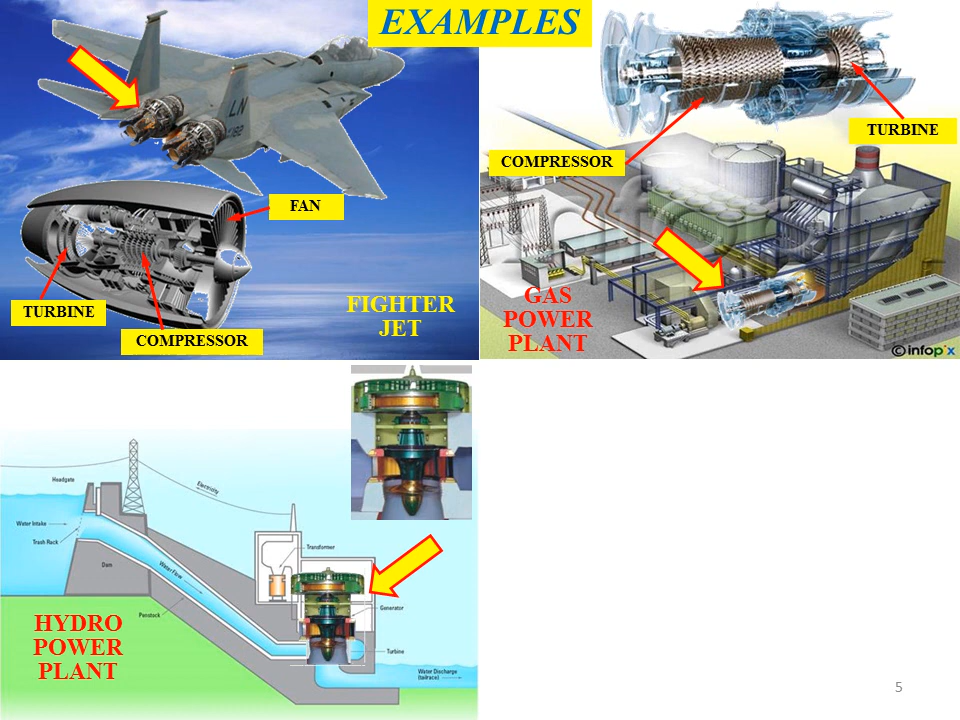 EXAMPLES
LN
FAN
TURBINE
COMPRESSOR
FIGHTER
JET
TURBINE
COMPRESSOR
GAS
POWER
PLANT
© infopix
Headgate
Electricity
Water Intake
Trash Rack
Transformer
Dam
Water Flow
Penstock
Generator
Turbine
Water Discharge
(tailrace)
HYDRO
POWER
PLANT
5